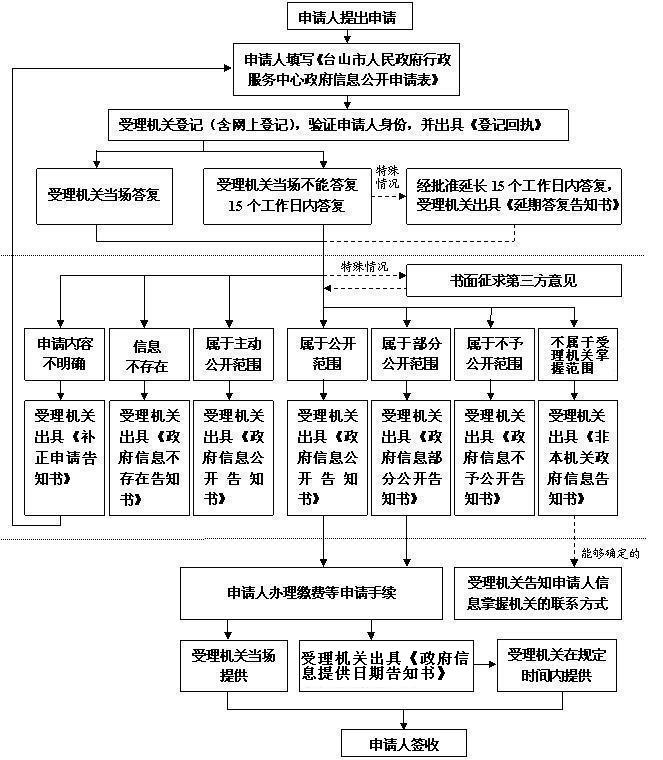 申请人提出申请
申请人填写《台山市人民政府行政
服务中心政府信息公开申请表》
受理机关登记（含网上登记），验证申请人身份，并出具《登记回执》
受理机关当场答复
受理机关当场不能答复
15个工作日内答复
特殊
情况
经批准延长15个工作日内答复，
受理机关出具《延期答复告知书》
特殊情况
书面征求第三方意见
申请内容
不明确
信息
不存在
属于主动
公开范围
属于公开
范围
属于部分
公开范围
属于不予
公开范围
不属于受
理机关掌
握范围
受理机关
出具《补
正申请告
知书》
受理机关
出具《政
府信息不
存在告知
书》
受理机关
出具《政
府信息公
开告知
书》
受理机关
出具《政
府信息公
开告知
书》
受理机关
出具《政
府信息部
分公开告
知书》
受理机关
出具《政
府信息不
予公开告
知书》
受理机关
出具《非
本机关政
府信息告
知书》
能够确定的
申请人办理缴费等申请手续
受理机关告知申请人信
息掌握机关的联系方式
受理机关当场
提供
受理机关出具《政府信
息提供日期告知书》
受理机关在规定
时间内提供
申请人签收